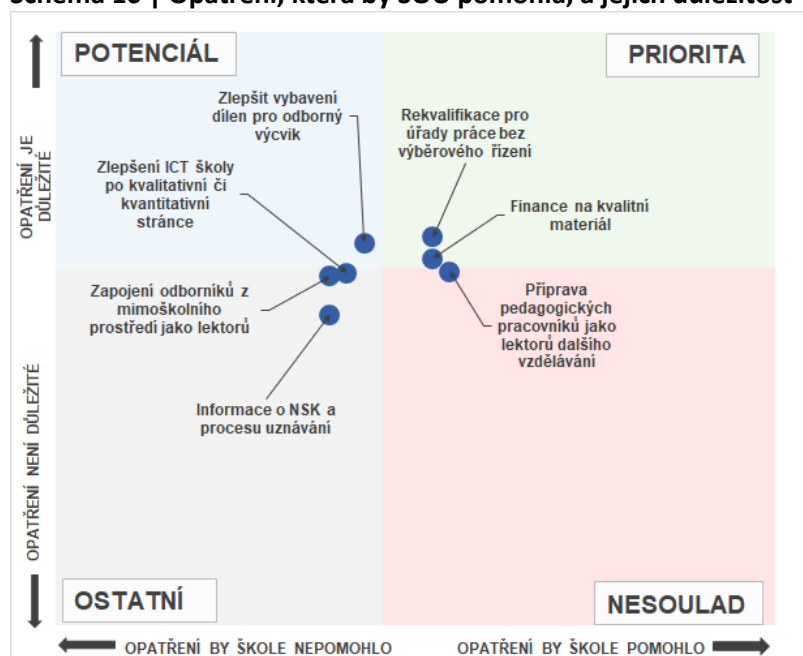 | Opatření, která by SOU pomohla, a jejich důležitost
POTENCIÁL
PRIORITA
Zlepšit vybavení
dílen pro odborný
výcvik
Rekvalifikace pro
úřady práce bez
výběrového řízení
Zlepšení ICT školy
po kvalitativní či
kvantitativní
stránce
Finance na kvalitní
materiál
Zapojení odborníků z
mimoškolního
prostředí jako lektorů
Příprava
pedagogických
pracovníků jako
lektorů dalšího
vzdělávání
Informace o NSK a
procesu uznávání
OPATŘENÍ JE
DŮLEŽITÉ
OPATŘENÍ NENÍ DŮLEŽITÉ
OSTATNÍ
NESOULAD
OPATŘENÍ BY ŠKOLE NEPOMOHLO
OPATŘENÍ BY ŠKOLE POMOHLO